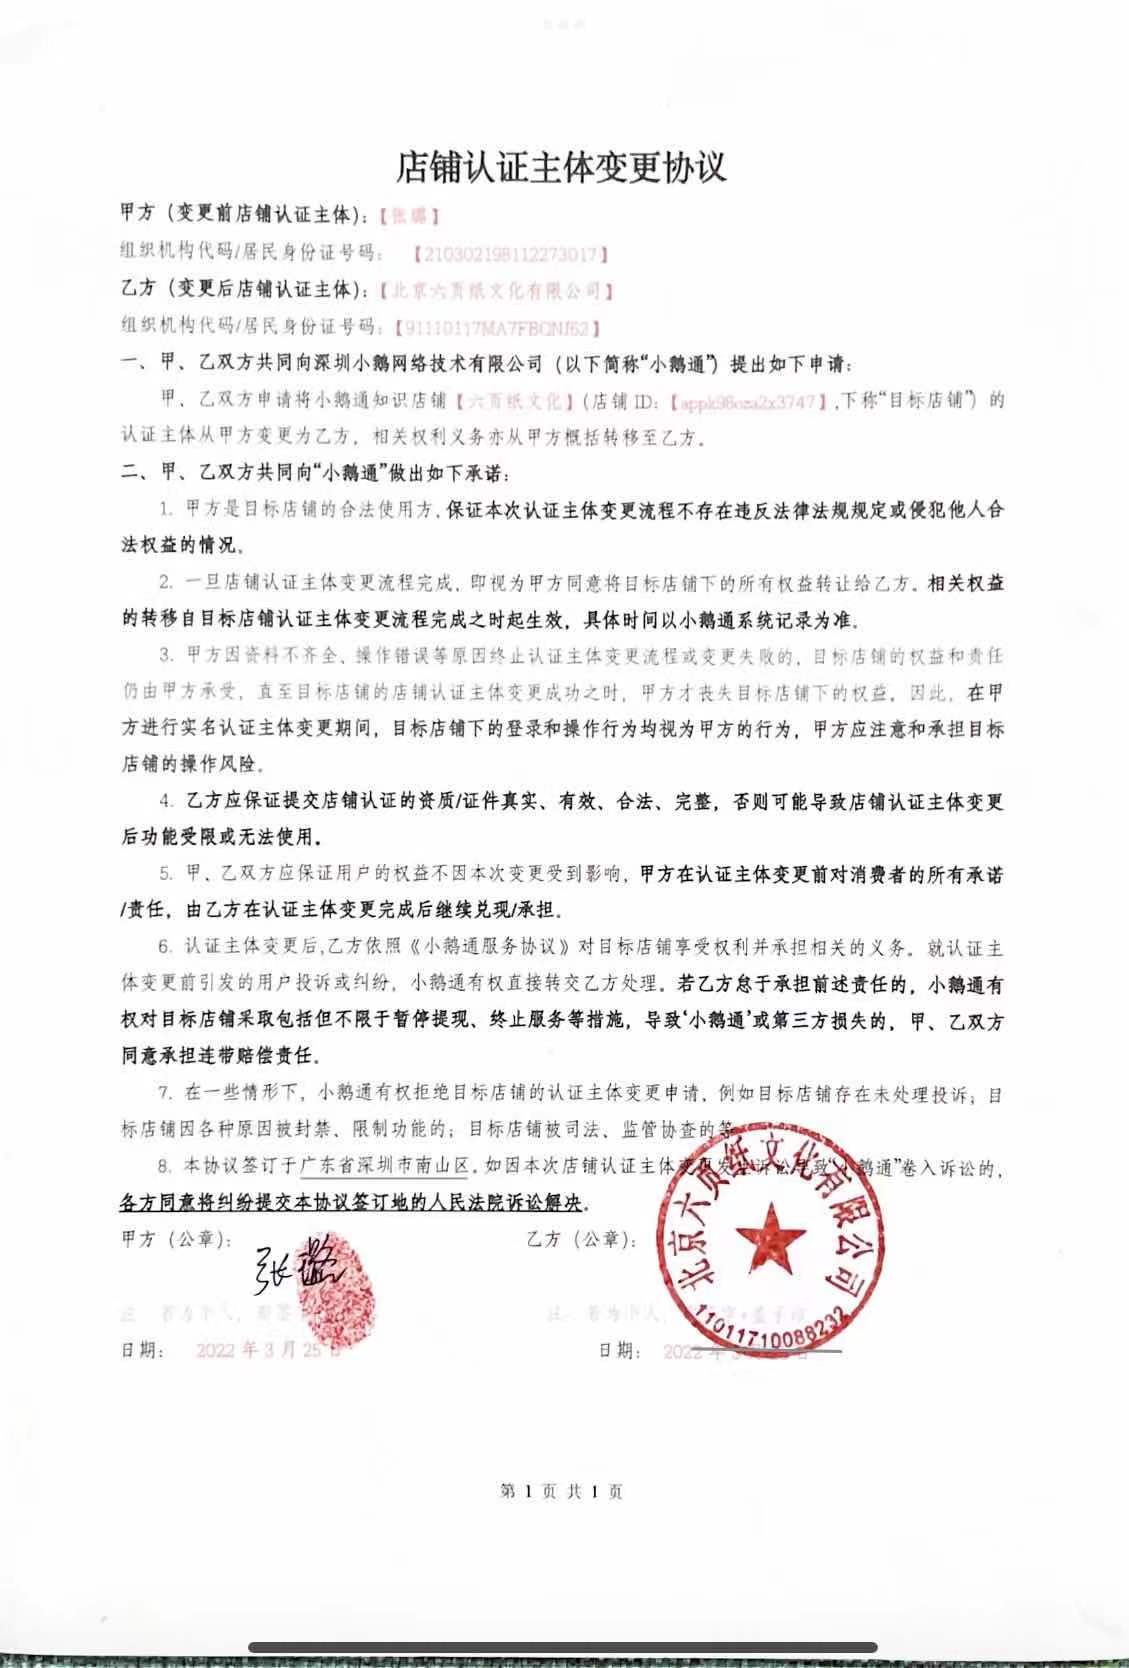 店铺认证主体变更协议
甲方（变更前店铺认证主体）：【张璐】
组织机构代码/居民身份证号码： 【210302198112273017】
乙方（变更后店铺认证主体）：【北京六页纸文化有限公司】
组织机构代码/居民身份证号码：【91110117MA7FBQNJ62】
一、甲、乙双方共同向深圳小鹅网络技术有限公司（以下简称“小鹅通”）提出如下申请：
甲、乙双方申请将小鹅通知识店铺【六页纸文化】（店铺 ID：【appk98oza2x3747】,下称“目标店铺”）的
认证主体从甲方变更为乙方，相关权利义务亦从甲方概括转移至乙方。
二、甲、乙双方共同向“小鹅通”做出如下承诺：
1. 甲方是目标店铺的合法使用方，保证本次认证主体变更流程不存在违反法律法规规定或侵犯他人合
法权益的情况。
2. 一旦店铺认证主体变更流程完成，即视为甲方同意将目标店铺下的所有权益转让给乙方。相关权益
的转移自目标店铺认证主体变更流程完成之时起生效，具体时间以小鹅通系统记录为准。
3. 甲方因资料不齐全、操作错误等原因终止认证主体变更流程或变更失败的，目标店铺的权益和责任
仍由甲方承受，直至目标店铺的店铺认证主体变更成功之时，甲方才丧失目标店铺下的权益。因此，在甲
方进行实名认证主体变更期间，目标店铺下的登录和操作行为均视为甲方的行为，甲方应注意和承担目标
店铺的操作风险。
4. 乙方应保证提交店铺认证的资质/证件真实、有效、合法、完整，否则可能导致店铺认证主体变更
后功能受限或无法使用。
5. 甲、乙双方应保证用户的权益不因本次变更受到影响，甲方在认证主体变更前对消费者的所有承诺
/责任，由乙方在认证主体变更完成后继续兑现/承担。
6. 认证主体变更后,乙方依照《小鹅通服务协议》对目标店铺享受权利并承担相关的义务。就认证主
体变更前引发的用户投诉或纠纷，小鹅通有权直接转交乙方处理。若乙方怠于承担前述责任的，小鹅通有
权对目标店铺采取包括但不限于暂停提现、终止服务等措施，导致‘小鹅通’或第三方损失的，甲、乙双方
同意承担连带赔偿责任。
7. 在一些情形下，小鹅通有权拒绝目标店铺的认证主体变更申请，例如目标店铺存在未处理投诉；目
标店铺因各种原因被封禁、限制功能的；目标店铺被司法、监管协查的等
8. 本协议签订于广东省深圳市南山区。如因本次店铺认证主体变更发生诉讼导致“小鹅通”卷入诉讼的，
各方同意将纠纷提交本协议签订地的人民法院诉讼解决。
甲方（公章）： 乙方（公章）：
张璐
北京六页纸文化有限公司
11011710088232
注：若为个人，需签 注：若为个人，
日期： 2022 年 3 月 25 日 日期： 2022 年
第 1 页 共 1 页